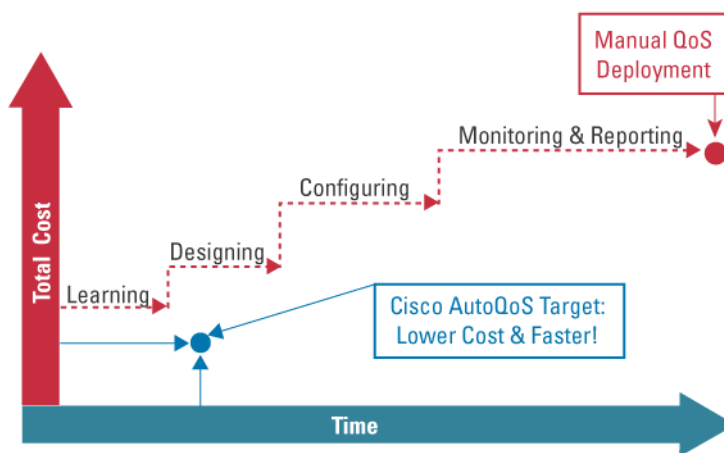 Manual QoS
Deployment
Monitoring & Reporting
Configuring
Designing
Learning
Cisco AutoQoS Target:
Lower Cost & Faster!
Total Cost
Time